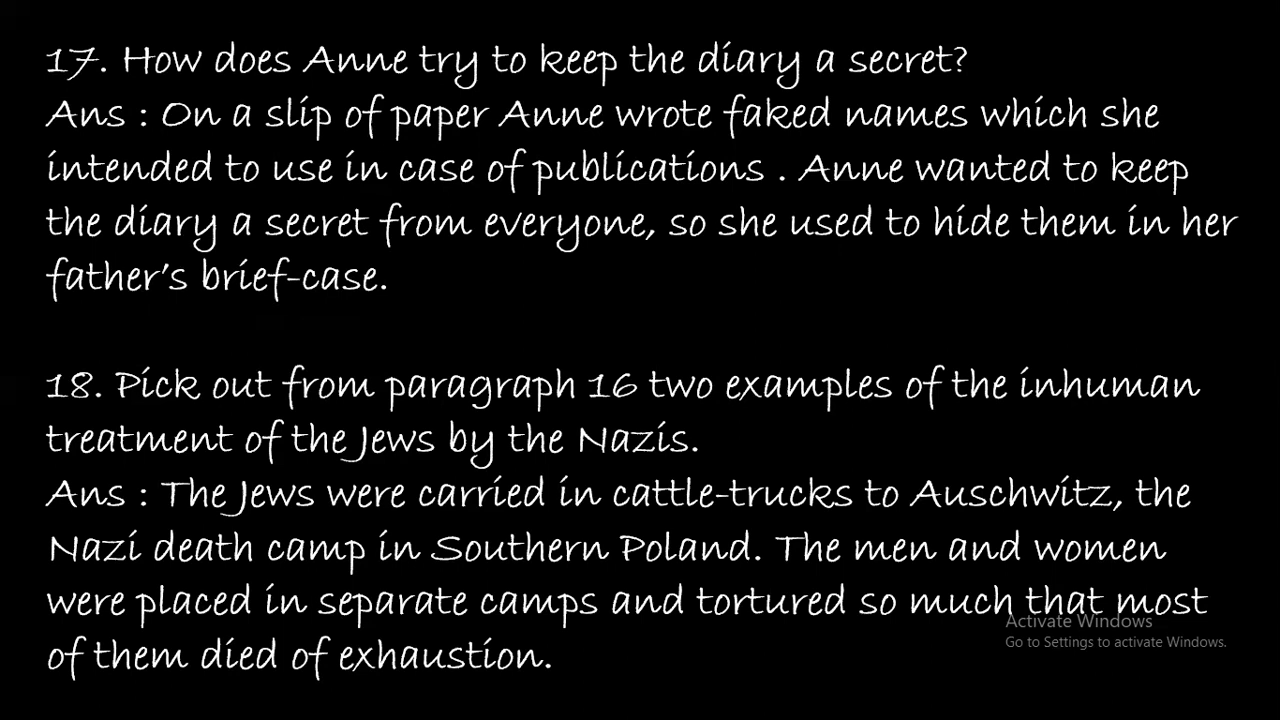 17. How does Anne try to keep the diary a secret?
Ans : On a slip of paper Anne wrote faked names which she
intended to use in case of publications . Anne wanted to keep
the diary a secret from everyone, so she used to hide them in her
father's brief-case.
18. Pick out from paragraph 16 two examples of the inhuman
treatment of the Jews by the Nazis.
Ans : The Jews were carried in cattle-trucks to Auschwitz, the
Nazi death camp in Southern Poland. The men and women
were placed in separate camps and tortured so much that most
of them died of exhaustion.
Activate Windows
Go to Settings to activate Windows.